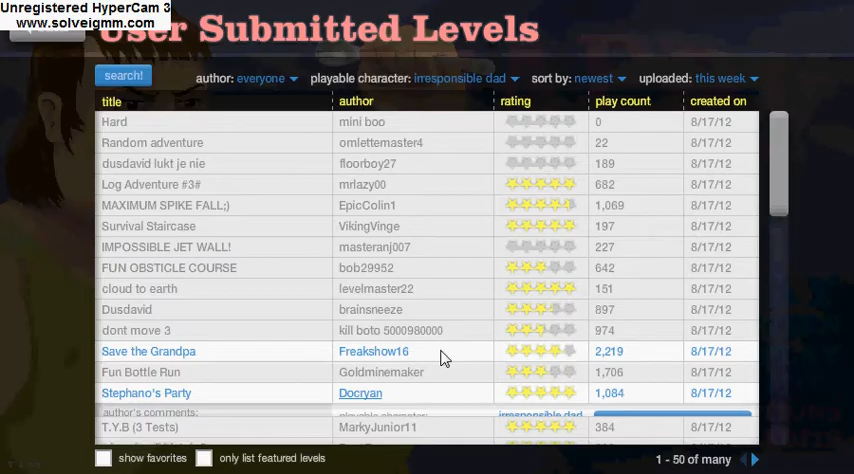 Unregistered HyperCam 3
www.solveigmm.com
User Submitted Levels
search! author: everyone playable character: irresponsible dad sort by: newest uploaded: this week
title author rating play count created on
Hard mini boo 0 8/17/12
Random adventure omlettemaster4 22 8/17/12
dusdavid lukt je nie floorboy27 189 8/17/12
Log Adventure #3# mrlazy00 682 8/17/12
MAXIMUM SPIKE FALL;) EpicColin1 1,069 8/17/12
Survival Staircase VikingVinge 197 8/17/12
IMPOSSIBLE JET WALL! masteranj007 227 8/17/12
FUN OBSTICLE COURSE bob29952 642 8/17/12
cloud to earth levelmaster22 151 8/17/12
Dusdavid brainsneeze 897 8/17/12
dont move 3 kill boto 5000980000 974 8/17/12
Save the Grandpa Freakshow16 2,219 8/17/12
Fun Bottle Run Goldminemaker 1,706 8/17/12
Stephano's Party Docryan 1,084 8/17/12
author's comments: playable character: irresponsible dad
T.Y.B (3 Tests) MarkyJunior11 384 8/17/12
show favorites only list featured levels 1 - 50 of many